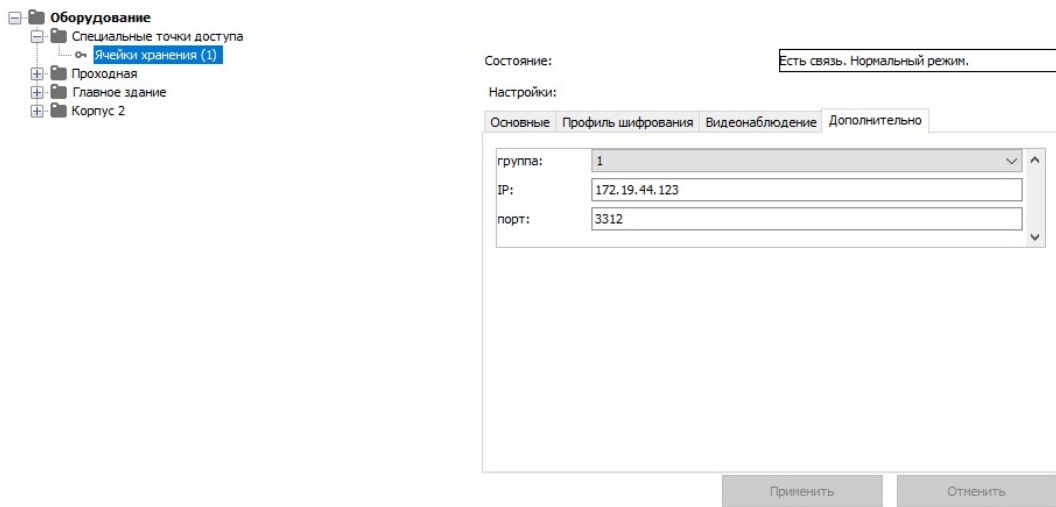 Оборудование
Специальные точки доступа
Ячейки хранения (1)
Проходная
Главное здание
Корпус 2
Состояние:
Есть связь. Нормальный режим.
Настройки:
Основные Профиль шифрования Видеонаблюдение Дополнительно
группа: 1
IP: 172.19.44.123
порт: 3312
Применить Отменить